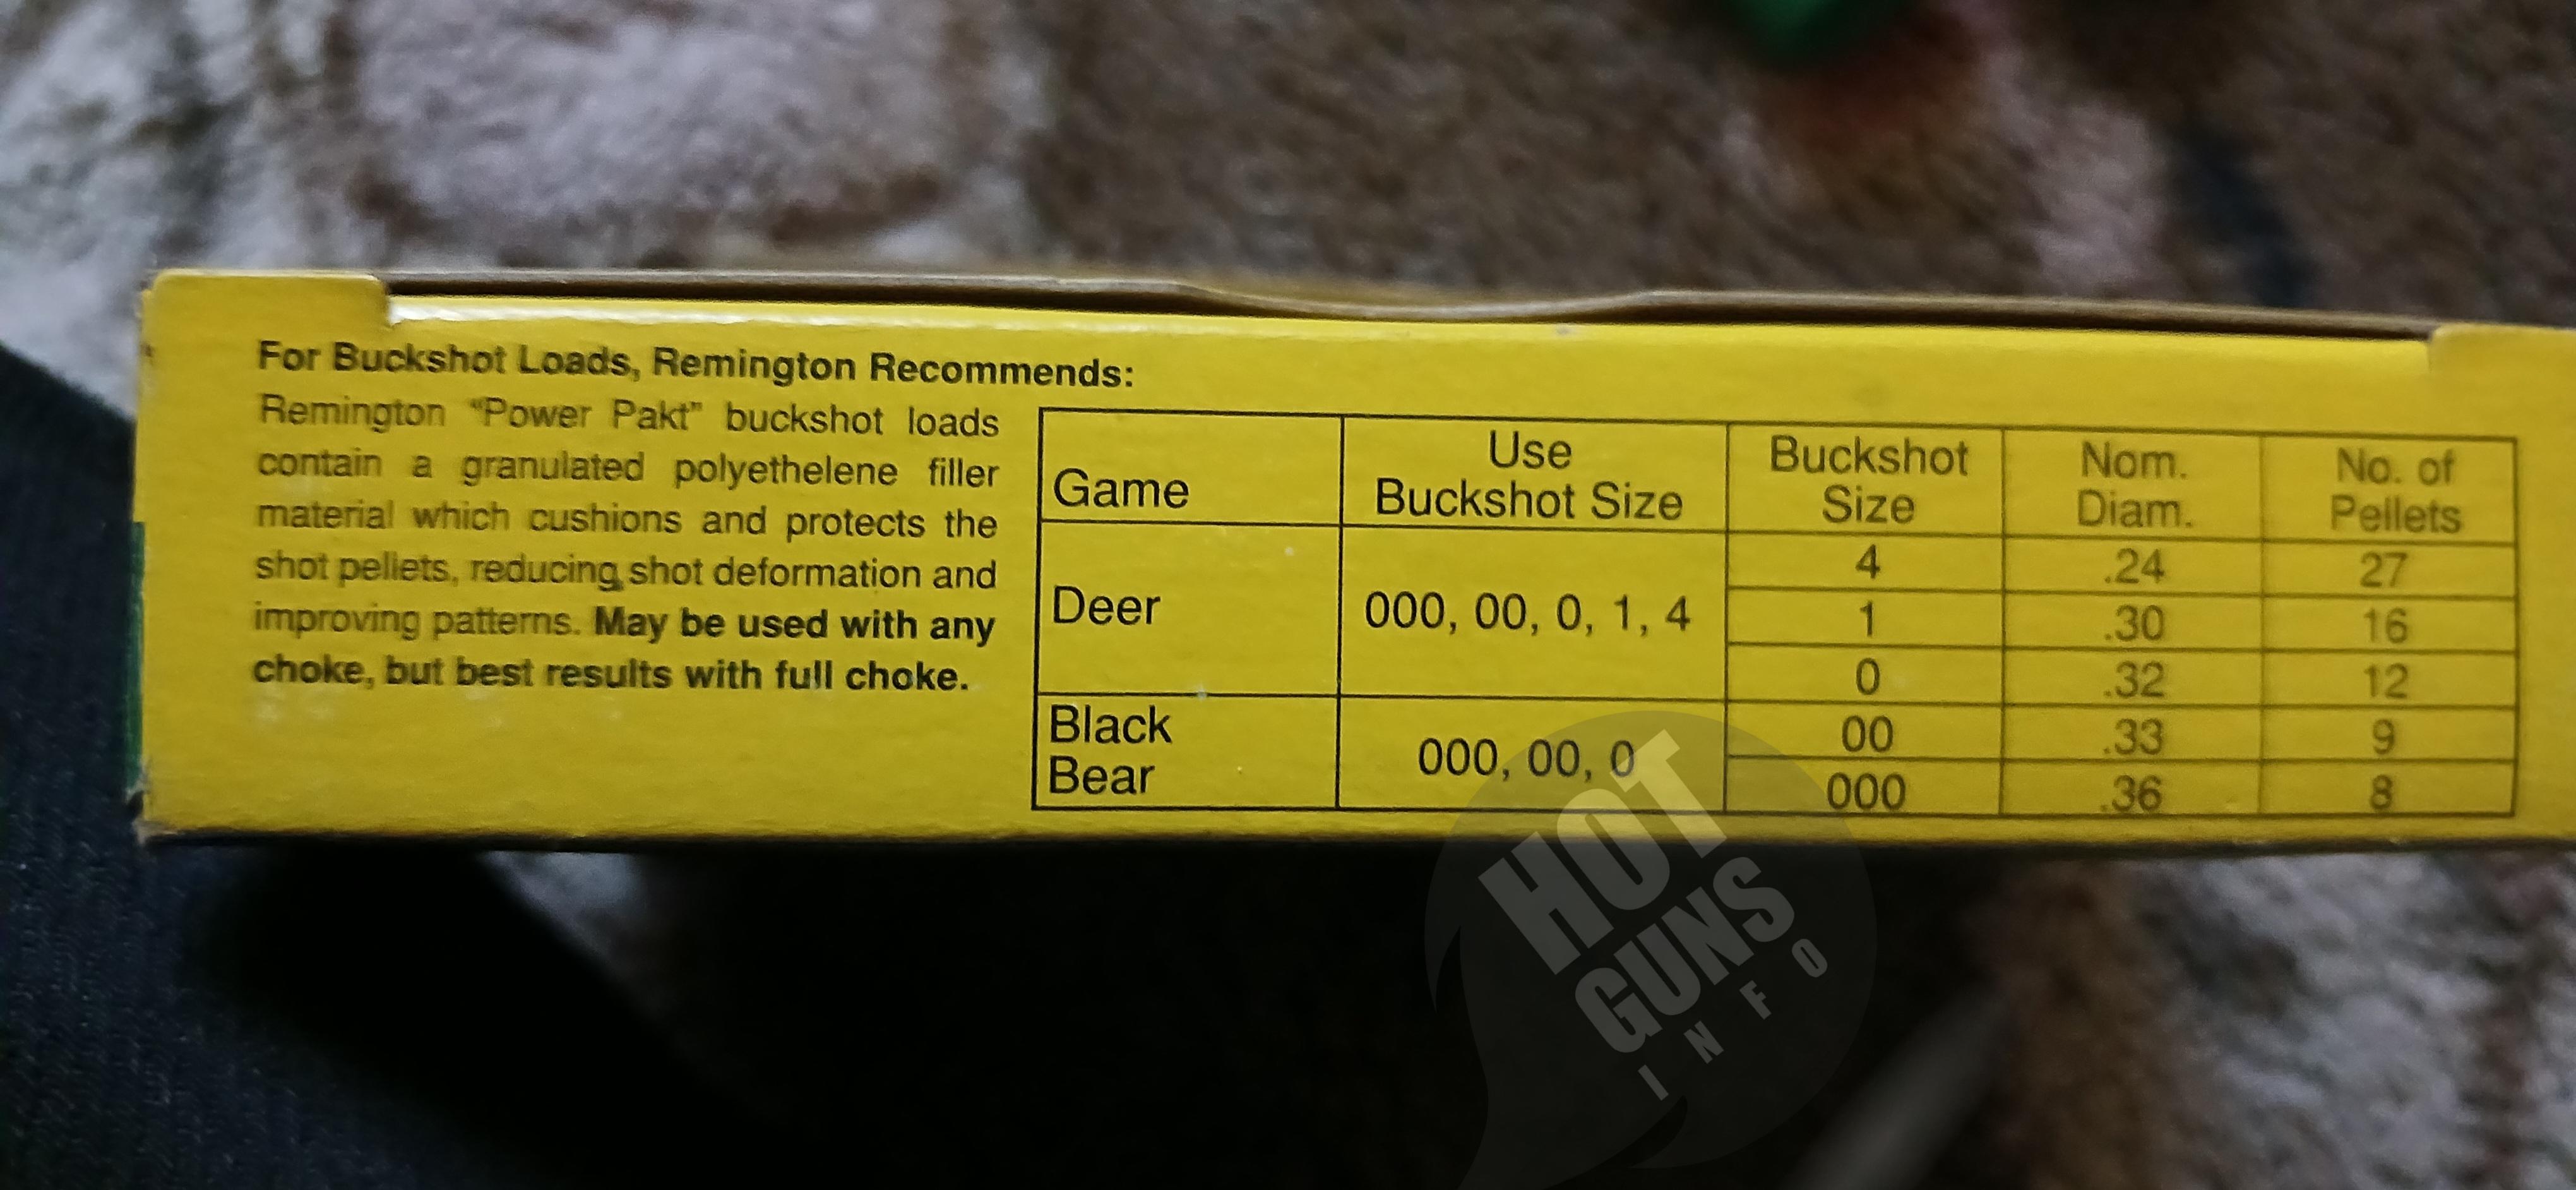 For Buckshot Loads, Remington Recommends:
Remington “Power Pakt” buckshot loads
contain a granulated polyethelene filler
material which cushions and protects the
shot pellets, reducing shot deformation and
improving patterns. May be used with any
choke, but best results with full choke.
Game
Use
Buckshot Size
Buckshot
Size
Nom.
Diam.
No. of
Pellets
Deer
000, 00, 0, 1, 4
4 .24 27
1 .30 16
0 .32 12
Black
Bear
000, 00, 0
00 .33 9
000 .36 8
HOT
GUNS
INFO